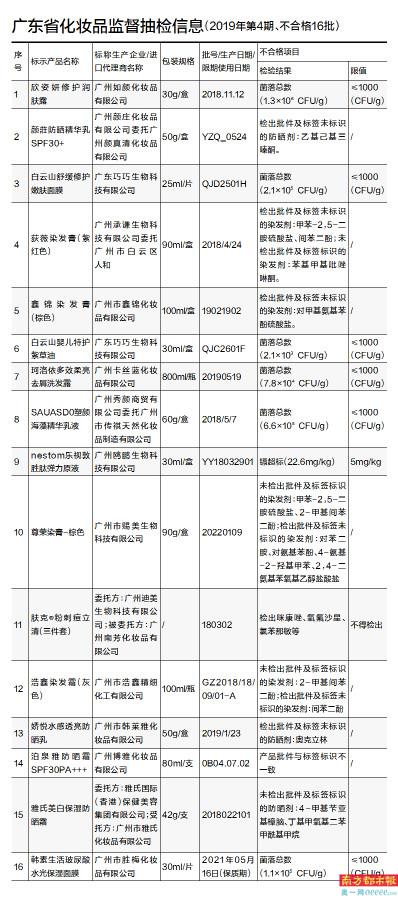 广东省化妆品监督抽检信息(2019年第4期、不合格16批)
序号 标示产品名称 标称生产企业/进口代理商名称 包装规格 批号/生产日期/限期使用日期 不合格项目
检验结果 限值
1 欣姿妍修护润肤露 广州如颜化妆品有限公司 30g/盒 2018.11.12 菌落总数 CFU/g) ≤1000 (CFU/g)
2 颜莊防晒精华乳SPF30+ 广州颜庄化妆品有限公司委托广州颜真清化妆品有限公司 50g/盒 YZQ_0524 检出批件及标签未标识的防晒剂:乙基己基三嗪酮。 /
3 白云山舒缓修护嫩肤面膜 广东巧巧生物科技有限公司 25ml/片 QJD2501H 菌落总数 CFU/g) ≤1000 (CFU/g)
4 荻薇染发膏(紫红色) 广州承谦生物科技有限公司委托广州市白云区人和 90ml/盒 2018/4/24 检出批件及标签未标识的染发剂:甲苯-2,5-二胺硫酸盐、间苯二酚;未检出批件及标签标识的染发剂:苯基甲基吡唑啉酮。 /
5 鑫锦染发膏(棕色) 广州市鑫锦化妆品有限公司 100ml/盒 19021902 检出批件及标签未标识的染发剂:对甲氨基苯酚硫酸盐。 /
6 白云山婴儿特护紫草油 广东巧巧生物科技有限公司 30ml/盒 QJC2601F 菌落总数 CFU/g) ≤1000 (CFU/g)
7 珂浩依多效柔亮去屑洗发露 广州卡丝蓝化妆品有限公司 800ml/瓶 20190519 菌落总数 CFU/g) ≤1000 (CFU/g)
8 SAUASDO塑颜海藻精华乳液 广州秀颜商贸有限公司委托广州市传祺天然化妆品制造有限公司 60g/盒 2018/5/7 菌落总数 CFU/g) ≤1000 (CFU/g)
9 nestom乐视敦胜肽弹力原液 广州鸥鹏生物科技有限公司 30ml/盒 YY18032901 镉超标(22.6mg/kg) 5mg/kg
10 尊荣染膏-棕色 广州市赐美生物科技有限公司 90g/盒 20220109 未检出批件及标签标识的染发剂:甲苯-2,5-二胺硫酸盐、2-甲基间苯二酚;检出批件及标签未标识的染发剂:对苯二胺、对氨基苯酚、4-氨基-2-羟基甲苯、2,4-二氨基苯氧基乙醇盐酸盐 /
11 肤克®粉刺痘立清(三件套) 委托方:广州迪美生物科技有限公司;被委托方:广州南芳化妆品有限公司 / 180302 检出咪康唑、氧氟沙星、氯苯那敏等 不得检出
12 浩鑫染发霜(灰色) 广州市浩鑫精细化工有限公司 100ml/瓶 GZ2018/18/09/01-A 未检出批件及标签标识的染发剂:2-甲基间苯二酚;检出批件及标签未标识的染发剂:间苯二酚 /
13 娇悦水感透亮防晒乳 广州市韩莱雅化妆品有限公司 50g/盒 2019/1/23 检出批件及标签未标识的防晒剂:奥克立林 /
14 泊泉雅防晒霜SPF30PA+++ 广州博雅化妆品有限公司 80ml/支 0B04.07.02 产品批件与标签标识不一致 /
15 雅氏美白保湿防晒霜 委托方:雅氏国际(香港)保健美容集团有限公司;受托方:广州市雅氏化妆品有限公司 42g/支 2018022101 未检出批件及标签标识的防晒剂:4-甲基苄亚基樟脑、丁基甲氧基二苯甲酰基甲烷 /
16 韩素生活玻尿酸水光保湿面膜 广州市胜梅化妆品有限公司 30ml/片 2021年05月16日(保质期) 菌落总数 CFU/g) ≤1000 (CFU/g)
南方都市报
奥一网oeeee.com